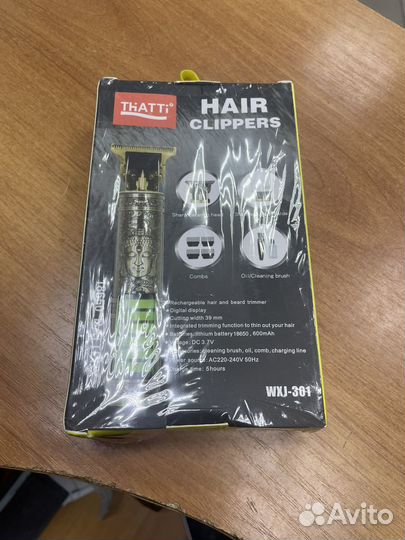 THATTi
HAIR
CLIPPERS
Combs
Oil/Cleaning brush
Rechargeable hair and beard trimmer
• Digital display
Cutting width 39 mm
• Integrated trimming function to thin out your hair
• Batteries: lithium battery 18650, 600mAh
DC 3.7V
cleaning brush, oil, comb, charging line
AC220-240V 50Hz
time: 5hours
WXJ-301
Avito